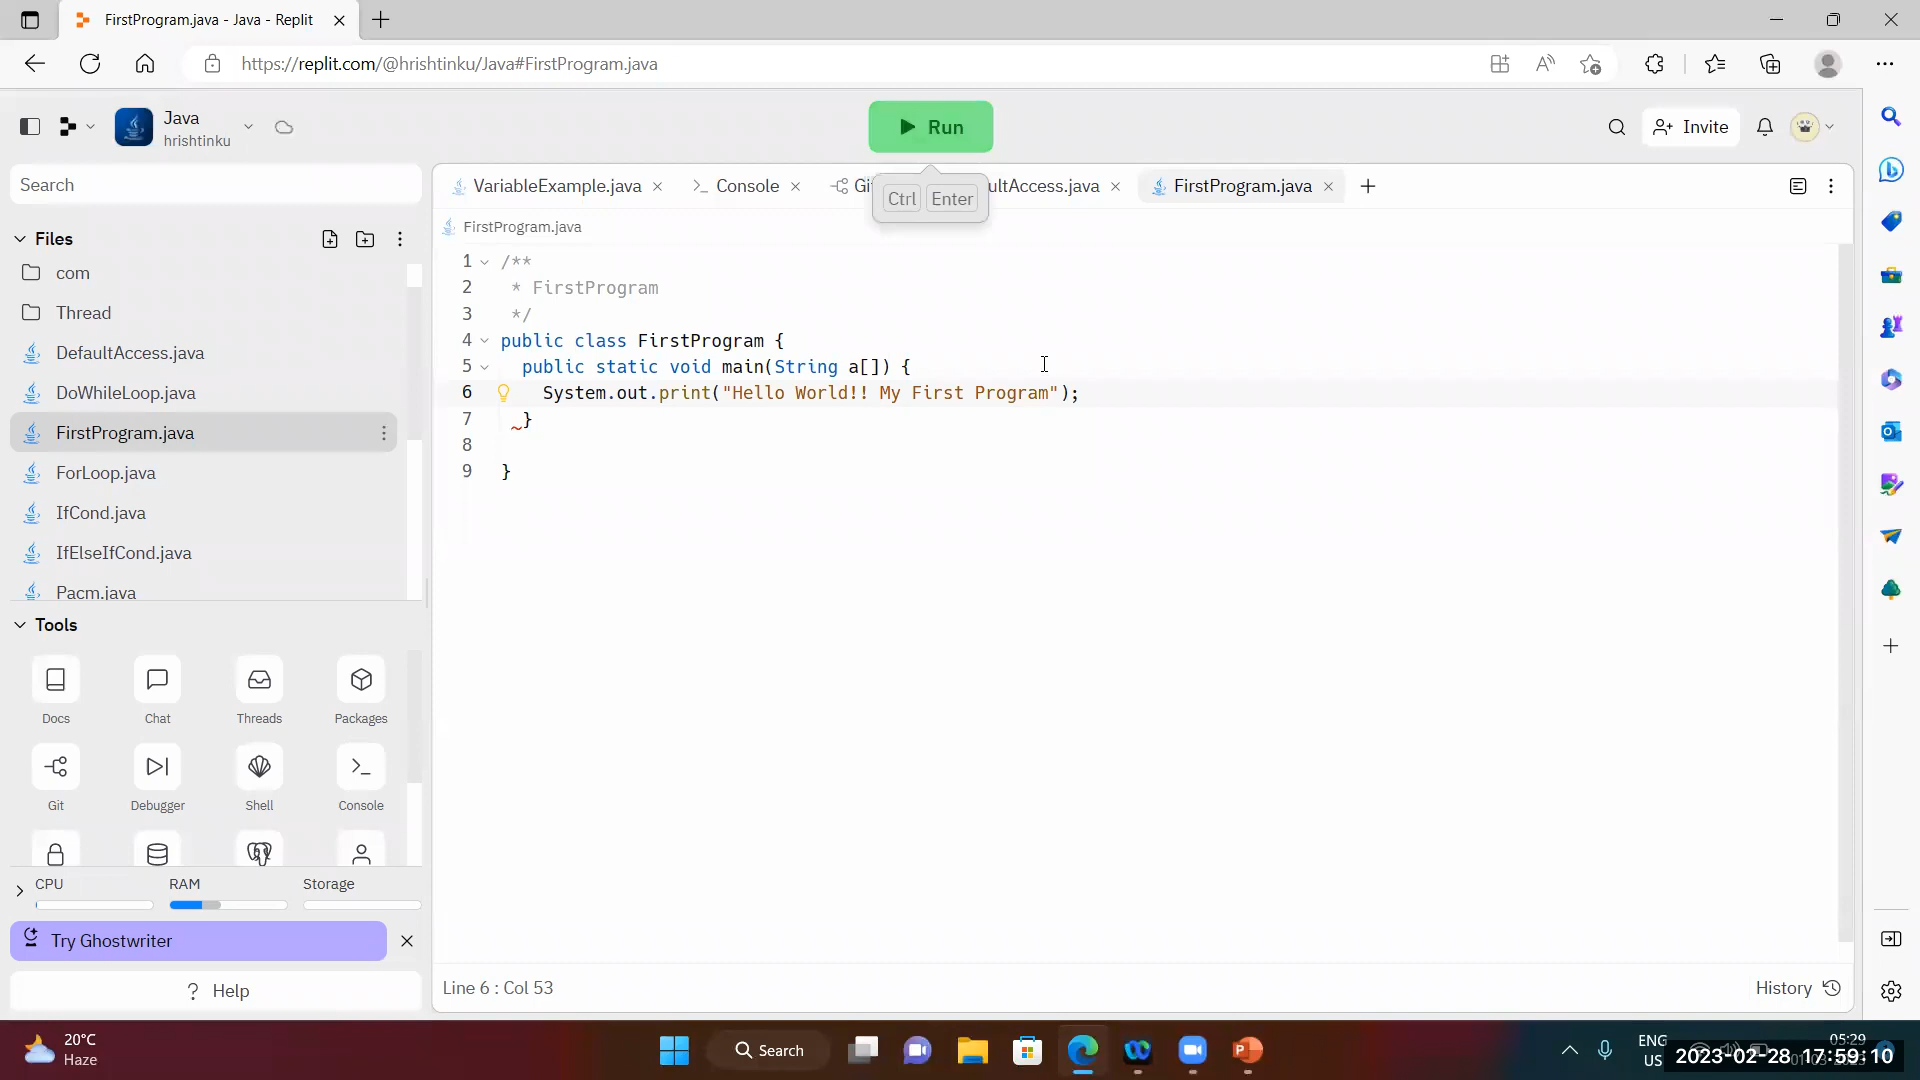 FirstProgram.java - Java - Replit
https://replit.com/@hrishtinku/Java#FirstProgram.java
Java
hrishtinku
Run
Invite
Search
VariableExample.java
Console
ultAccess.java
FirstProgram.java
Ctrl Enter
Files
FirstProgram.java
com
Thread
DefaultAccess.java
DoWhileLoop.java
FirstProgram.java
ForLoop.java
IfCond.java
IfElseIfCond.java
Pacm.java
1 /**
2 * FirstProgram
3 */
4 public class FirstProgram {
5 public static void main(String a[]) {
6 System.out.print("Hello World!! My First Program");
7 }
8
9 }
Tools
Docs
Chat
Threads
Packages
Git
Debugger
Shell
Console
CPU
RAM
Storage
Try Ghostwriter
? Help
Line 6 : Col 53
History
20°C
Haze
Search
ENG
US
05:29
2023-02-28 17:59:10